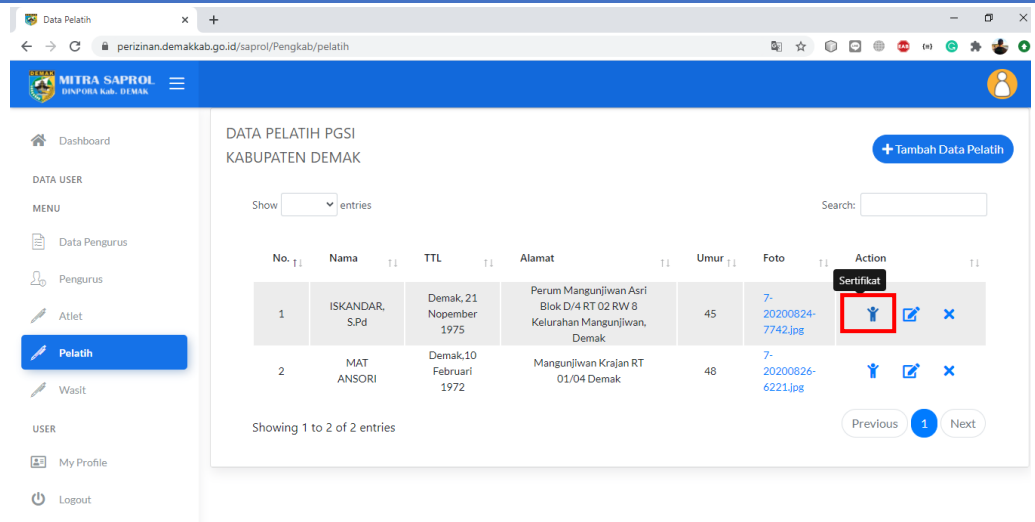 Data Pelatih
perizinan.demakkab.go.id/saprol/Pengkab/pelatih
DEMAK
MITRA SAPROL
DINPORA Kab. DEMAK
Dashboard
DATA USER
MENU
Data Pengurus
Pengurus
Atlet
Pelatih
Wasit
USER
My Profile
Logout
DATA PELATIH PGSI
KABUPATEN DEMAK
+ Tambah Data Pelatih
Show entries
Search:
No. Nama TTL Alamat Umur Foto Action
Sertifikat
1 ISKANDAR, S.Pd Demak, 21 Nopember 1975 Perum Mangunjiwan Asri Blok D/4 RT 02 RW 8 Kelurahan Mangunjiwan, Demak 45 7-20200824-7742.jpg
2 MAT ANSORI Demak,10 Februari 1972 Mangunjiwan Krajan RT 01/04 Demak 48 7-20200826-6221.jpg
Showing 1 to 2 of 2 entries
Previous 1 Next